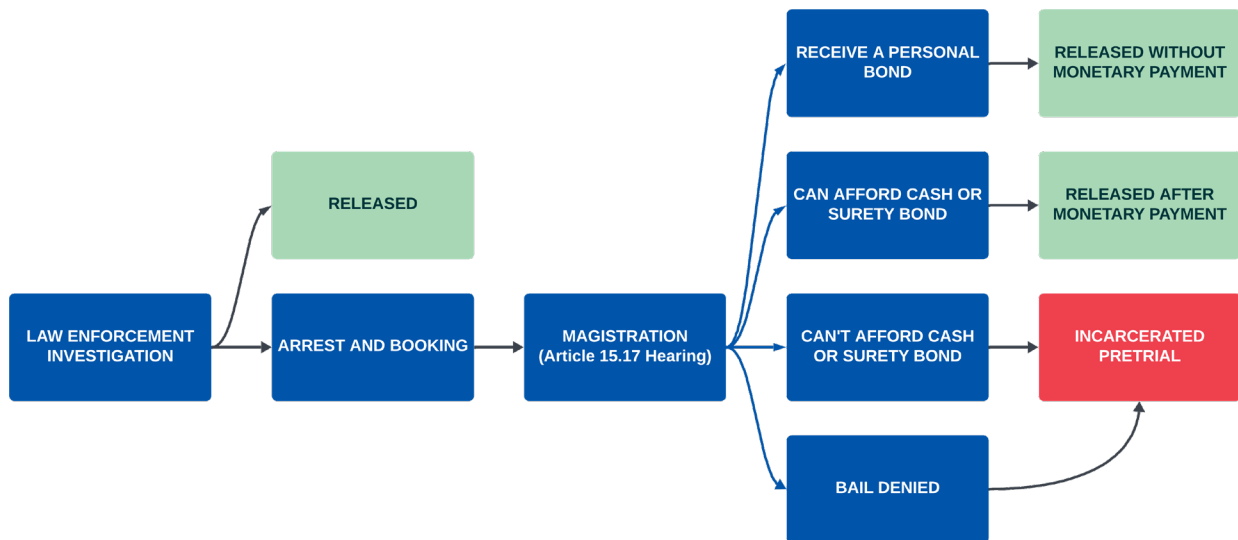 RECEIVE A PERSONAL
BOND
RELEASED WITHOUT
MONETARY PAYMENT
RELEASED
CAN AFFORD CASH OR
SURETY BOND
RELEASED AFTER
MONETARY PAYMENT
LAW ENFORCEMENT
INVESTIGATION
ARREST AND BOOKING
MAGISTRATION
(Article 15.17 Hearing)
CAN'T AFFORD CASH
OR SURETY BOND
INCARCERATED
PRETRIAL
BAIL DENIED